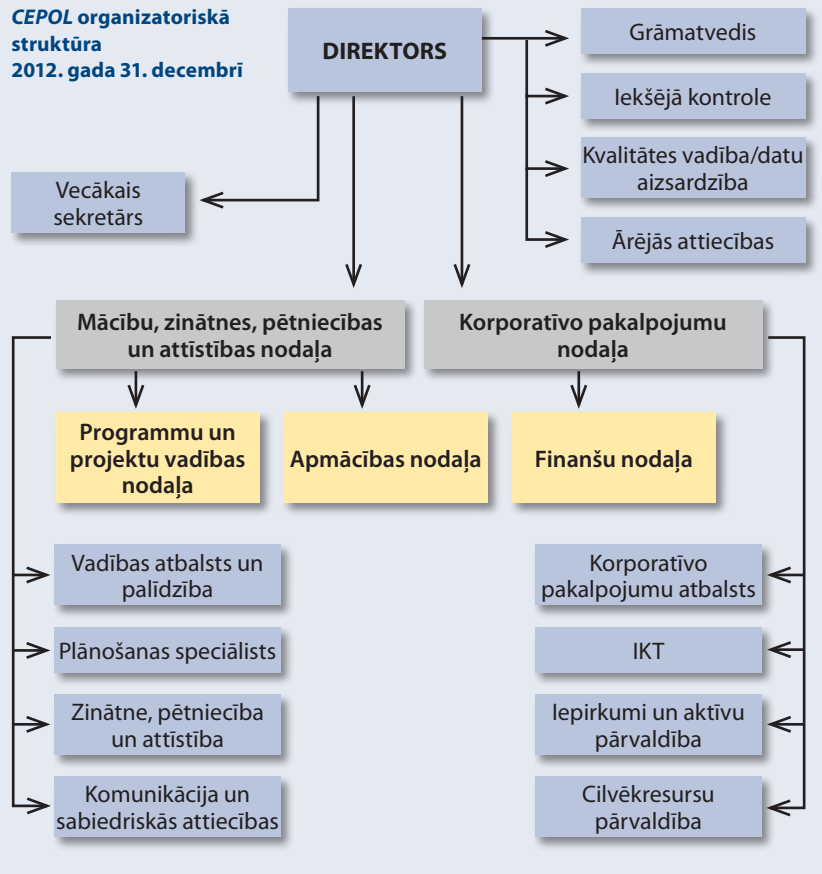 CEPOL organizatoriskā
struktūra
2012. gada 31. decembrī
DIREKTORS
Grāmatvedis
Iekšējā kontrole
Kvalitātes vadība/datu
aizsardzība
Ārējās attiecības
Vecākais
sekretārs
Mācību, zinātnes, pētniecības
un attīstības nodaļa
Korporatīvo pakalpojumu
nodaļa
Programmu un
projektu vadības
nodaļa
Apmācības nodaļa
Finanšu nodaļa
Vadības atbalsts un
palīdzība
Plānošanas speciālists
Zinātne, pētniecība
un attīstība
Komunikācija un
sabiedriskās attiecības
Korporatīvo
pakalpojumu atbalsts
IKT
Iepirkumi un aktīvu
pārvaldība
Cilvēkresursu
pārvaldība